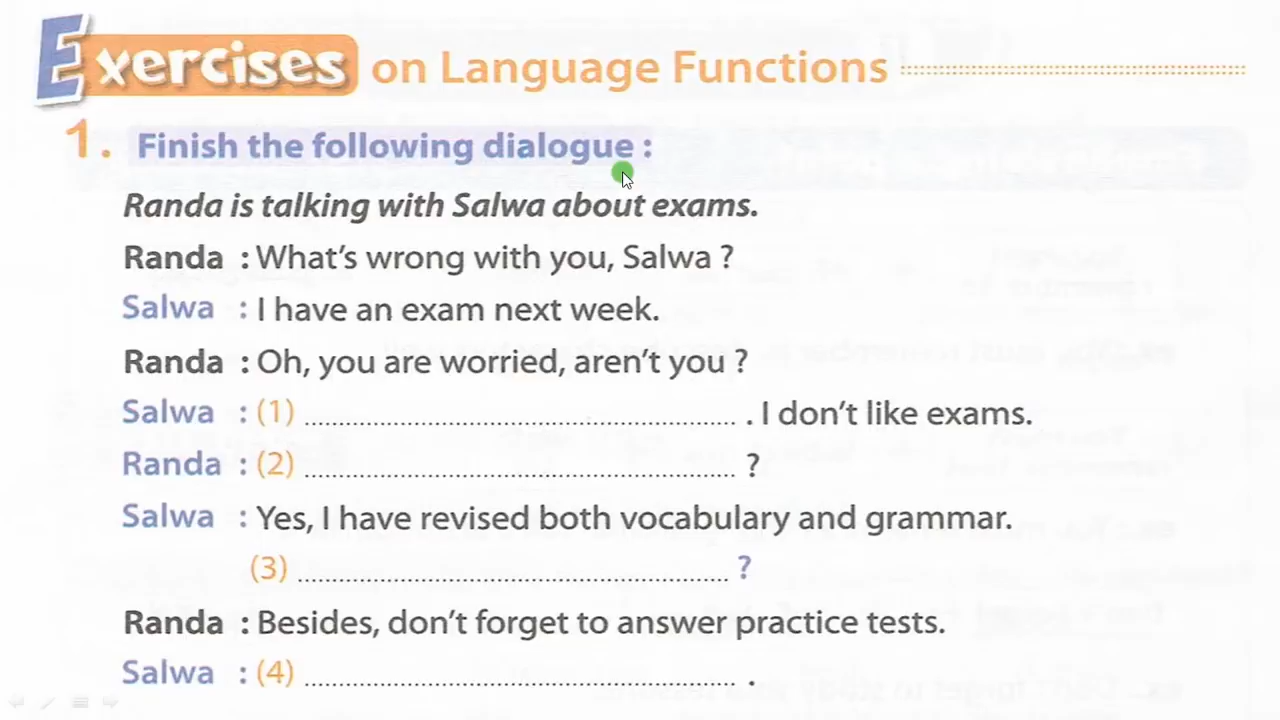 Exercises on Language Functions
1. Finish the following dialogue :
Randa is talking with Salwa about exams.
Randa : What's wrong with you, Salwa ?
Salwa : I have an exam next week.
Randa : Oh, you are worried, aren't you ?
Salwa : (1) ........................................ . I don't like exams.
Randa : (2) ........................................ ?
Salwa : Yes, I have revised both vocabulary and grammar.
(3) ........................................ ?
Randa : Besides, don't forget to answer practice tests.
Salwa : (4) ........................................ .